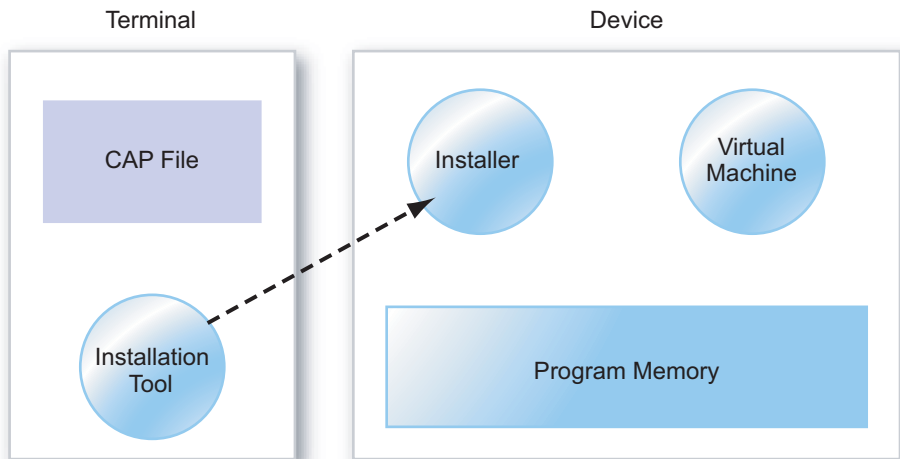 Terminal
Device
CAP File
Installer
Virtual
Machine
Installation
Tool
Program Memory